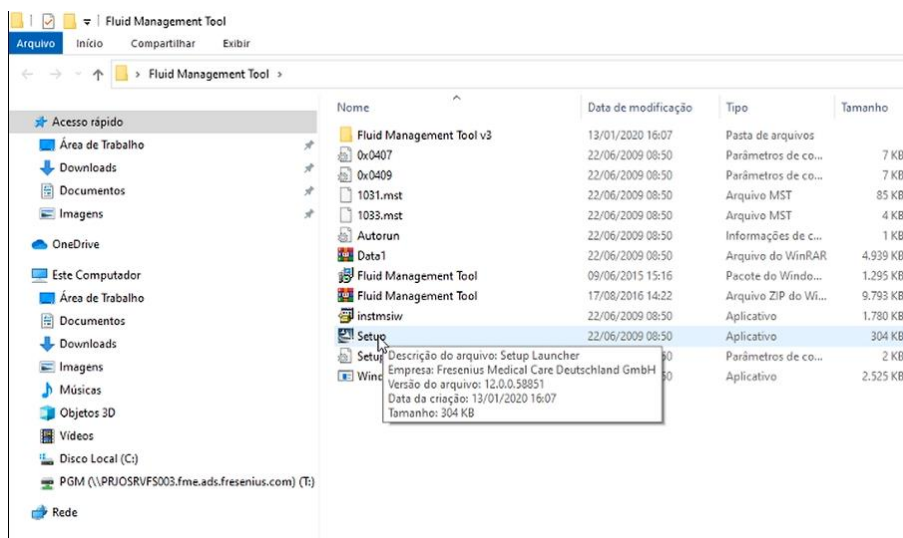 Fluid Management Tool
Arquivo Início Compartilhar Exibir
Fluid Management Tool
Acesso rápido
Área de Trabalho
Downloads
Documentos
Imagens
OneDrive
Este Computador
Área de Trabalho
Documentos
Downloads
Imagens
Músicas
Objetos 3D
Vídeos
Disco Local (C:)
PGM (\\PRJOSRVFS003.fme.ads.fresenius.com) (T:)
Rede
Nome Data de modificação Tipo Tamanho
Fluid Management Tool v3 13/01/2020 16:07 Pasta de arquivos
0x0407 22/06/2009 08:50 Parâmetros de co... 7 KB
0x0409 22/06/2009 08:50 Parâmetros de co... 7 KB
1031.mst 22/06/2009 08:50 Arquivo MST 85 KB
1033.mst 22/06/2009 08:50 Arquivo MST 4 KB
Autorun 22/06/2009 08:50 Informações de c... 1 KB
Data1 22/06/2009 08:50 Arquivo do WinRAR 4.939 KB
Fluid Management Tool 09/06/2015 15:16 Pacote do Windo... 1.295 KB
Fluid Management Tool 17/08/2016 14:22 Arquivo ZIP do Wi... 9.793 KB
instmsiw 22/06/2009 08:50 Aplicativo 1.780 KB
Setup 22/06/2009 08:50 Aplicativo 304 KB
Parâmetros de co... 2 KB
Aplicativo 2.525 KB
Descrição do arquivo: Setup Launcher
Empresa: Fresenius Medical Care Deutschland GmbH
Versão do arquivo: 12.0.0.58851
Data da criação: 13/01/2020 16:07
Tamanho: 304 KB